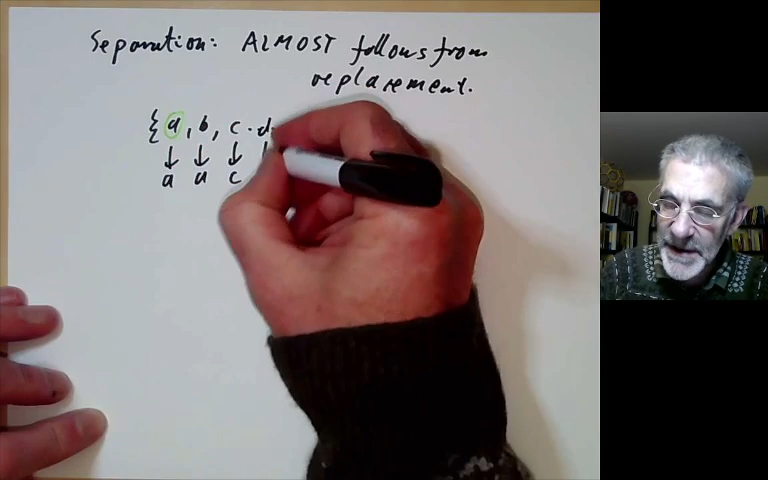 Separation: ALMOST follows from
replacement.
{a, b, c. d
↓ ↓ ↓
a a c